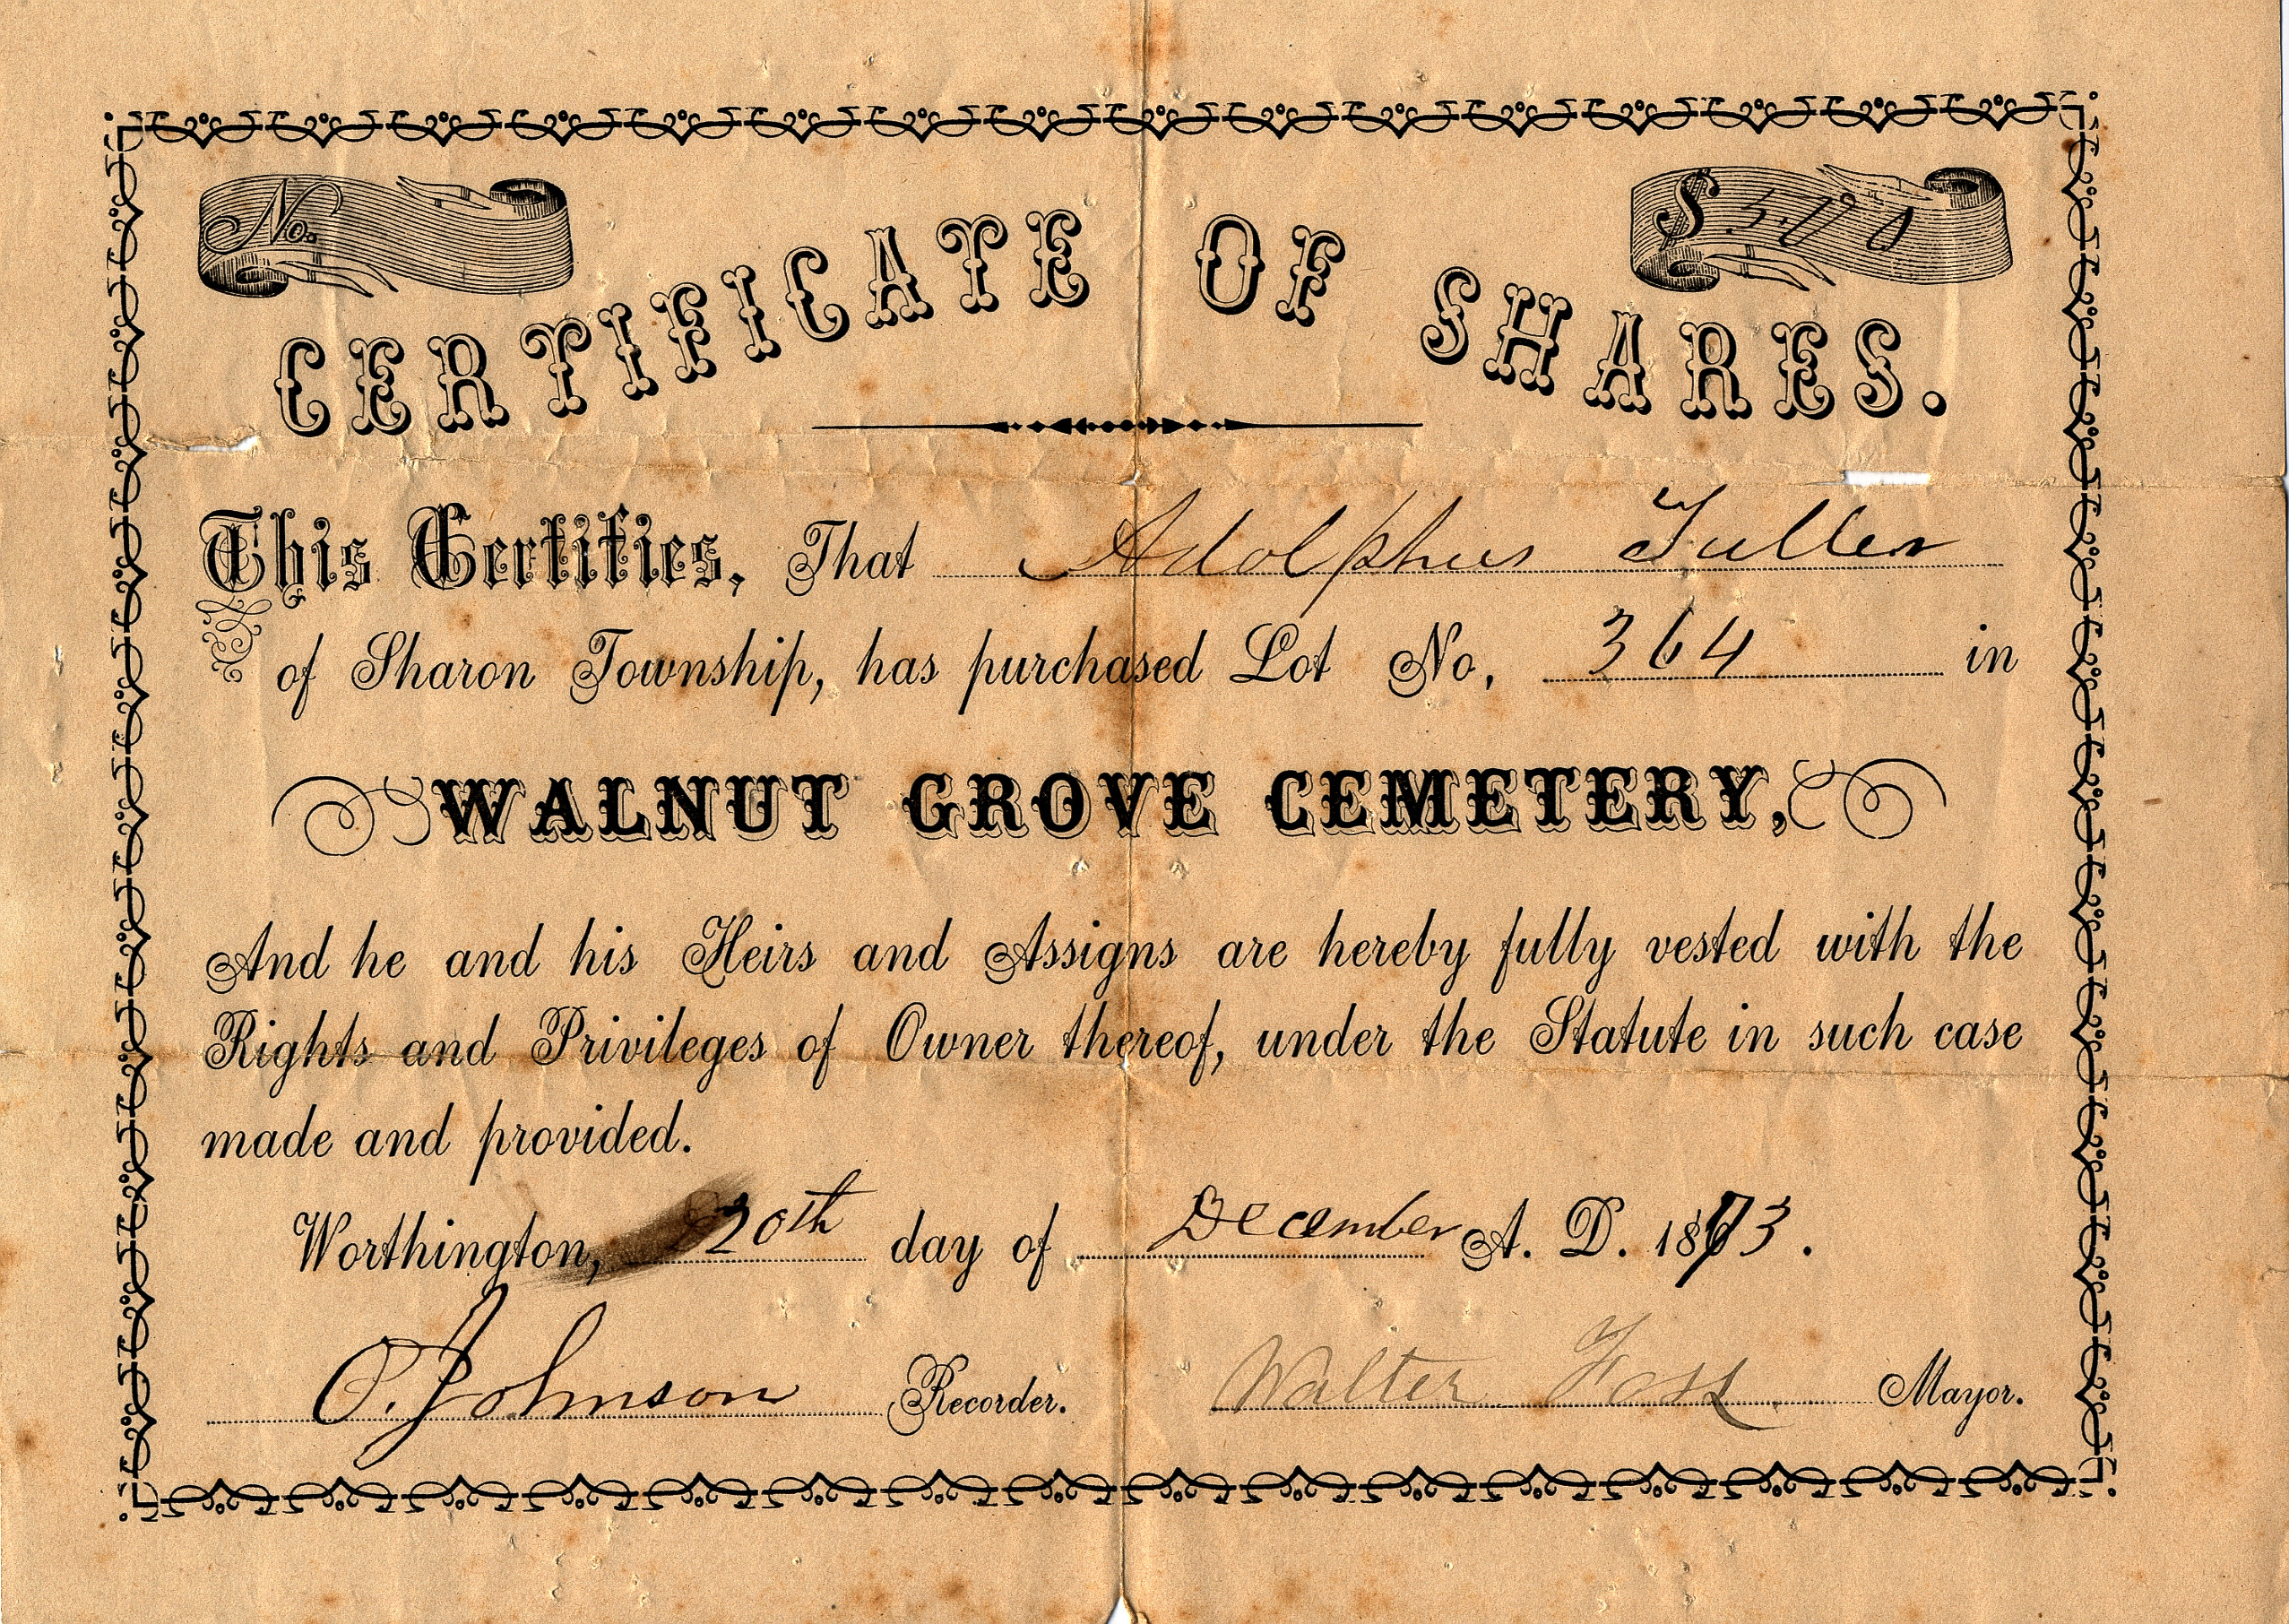 No.
$ 5.00
CERTIFICATE OF SHARES.
This Certifies, That Adolphus Fuller
of Sharon Township, has purchased Lot No, 364 in
WALNUT GROVE CEMETERY,
And he and his Heirs and Assigns are hereby fully vested with the
Rights and Privileges of Owner thereof, under the Statute in such case
made and provided.
Worthington, 20th day of December A. D. 1873.
O. Johnson Recorder. Walter Mayor.